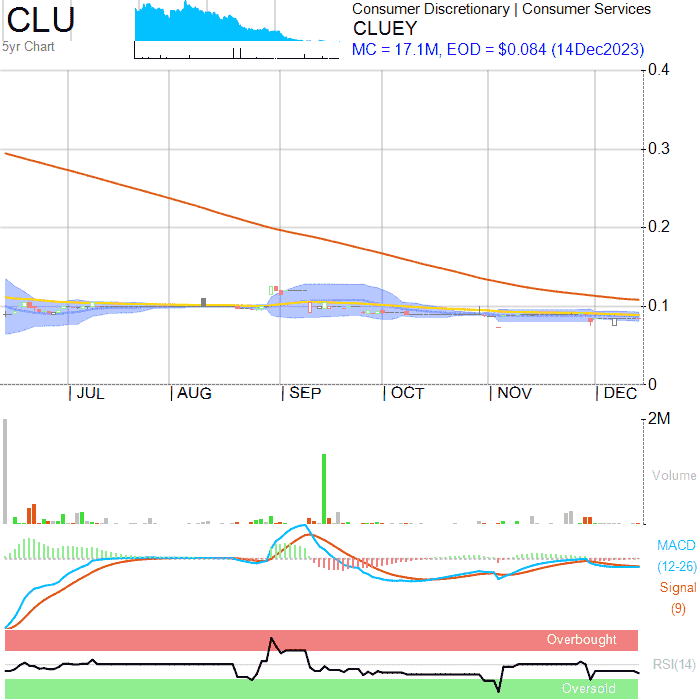 CLU
5yr Chart
Consumer Discretionary | Consumer Services
CLUEY
MC = 17.1M, EOD = $0.084 (14Dec2023)
0.4
0.3
0.2
0.1
0
JUL AUG SEP OCT NOV DEC
2M
Volume
MACD
(12-26)
Signal
(9)
Overbought
RSI(14)
Oversold